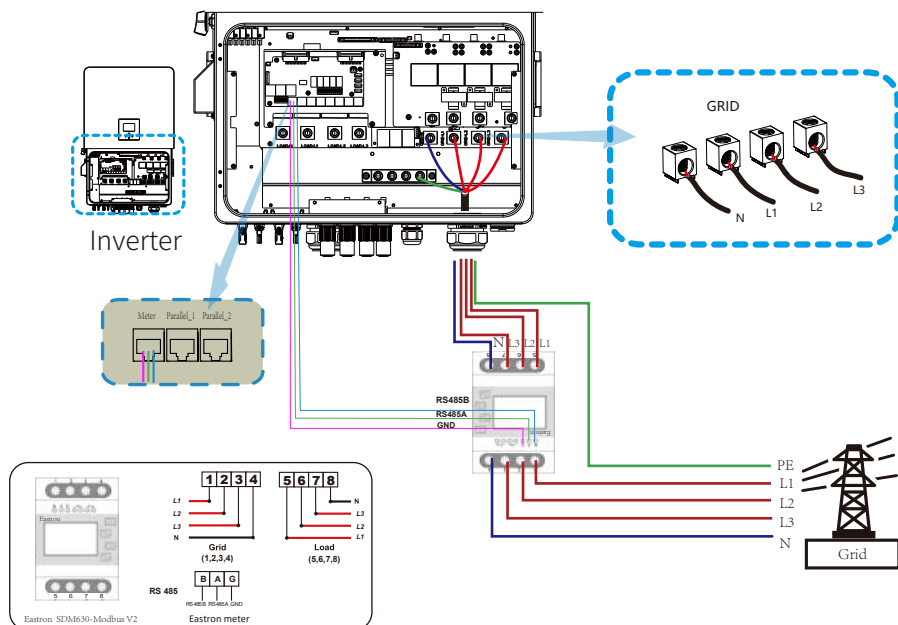 GRID
N
L1
L2
L3
Inverter
Meter Parallel_1 Parallel_2
N L3 L2 L1
RS485B
RS485A
GND
Eastron
PE
L1
L2
L3
N
Grid
1 2 3 4
5 6 7 8
L1
L2
L3
N
N
L3
L2
L1
Grid
(1,2,3,4)
Load
(5,6,7,8)
Eastron
5 6 7 8
RS 485
B A G
RS485B RS485A GND
Eastron SDM630-Modbus V2
Eastron meter